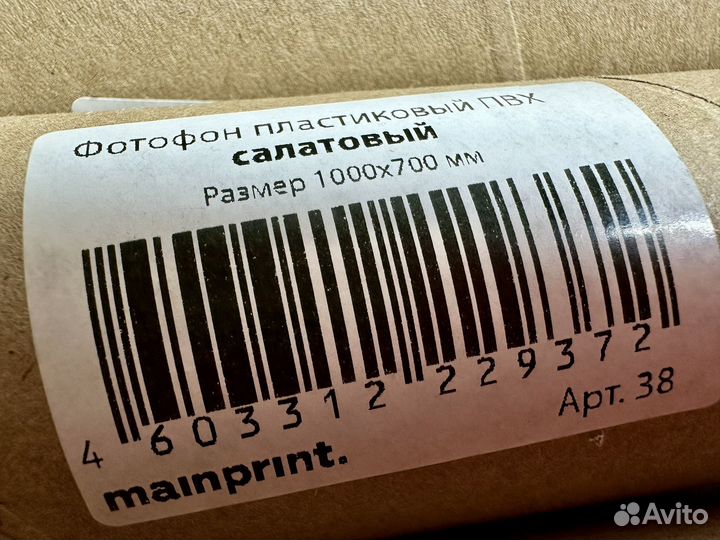 Фотофон пластиковый ПВХ
салатовый
Размер 1000x700 мм
4 603312 229372
Арт. 38
mainprint.
Avito